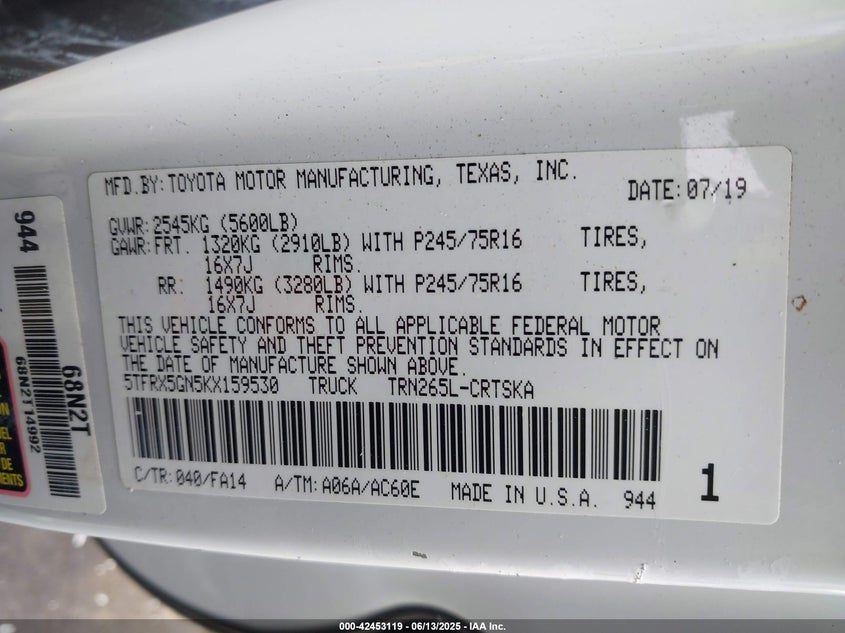 MFD.BY:TOYOTA MOTOR MANUFACTURING, TEXAS, INC.
DATE:07/19
GVWR:2545KG (5600LB)
GAWR:FRT. 1320KG (2910LB) WITH P245/75R16 TIRES,
16X7J RIMS.
RR: 1490KG (3280LB) WITH P245/75R16 TIRES,
16X7J RIMS.
THIS VEHICLE CONFORMS TO ALL APPLICABLE FEDERAL MOTOR
VEHICLE SAFETY AND THEFT PREVENTION STANDARDS IN EFFECT ON
THE DATE OF MANUFACTURE SHOWN ABOVE.
5TFRX5GN5KX159530 TRUCK TRN265L-CRTSKA
C/TR:040/FA14 A/TM:A06A/AC60E MADE IN U.S.A. 944
1
944
68N2T
68N2T14992
DE
000-42453119 - 06/13/2025 - IAA Inc.